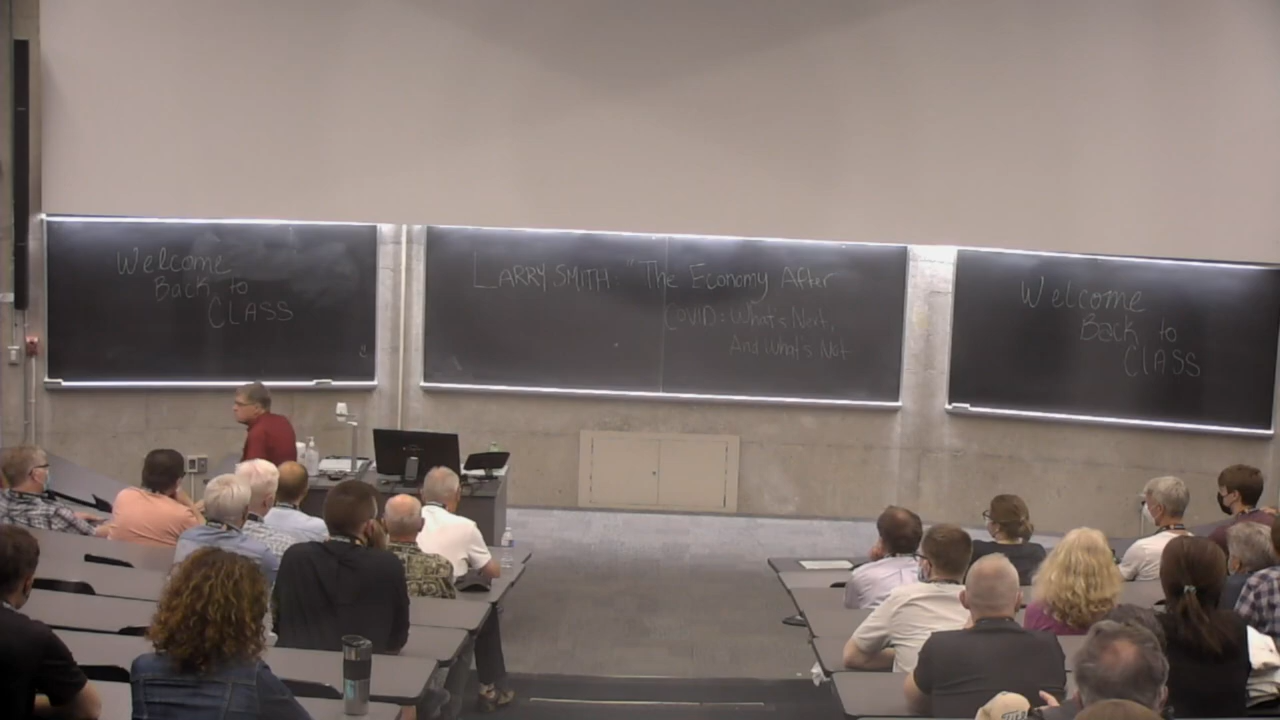 Welcome
Back to
CLASS
LARRY SMITH "The Economy After
COVID: What's Next,
And What's Not
Welcome
Back to
CLASS